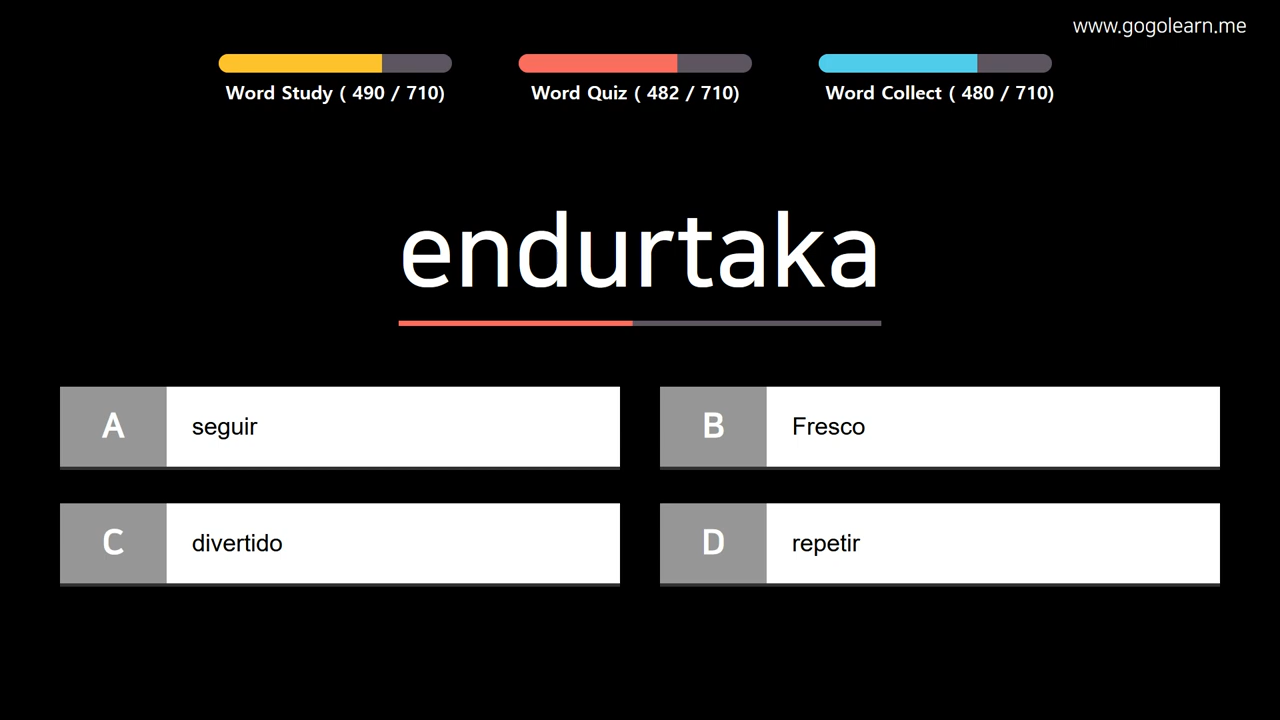 www.gogolearn.me
Word Study ( 490 / 710)
Word Quiz ( 482 / 710)
Word Collect ( 480 / 710)
endurtaka
A seguir
B Fresco
C divertido
D repetir